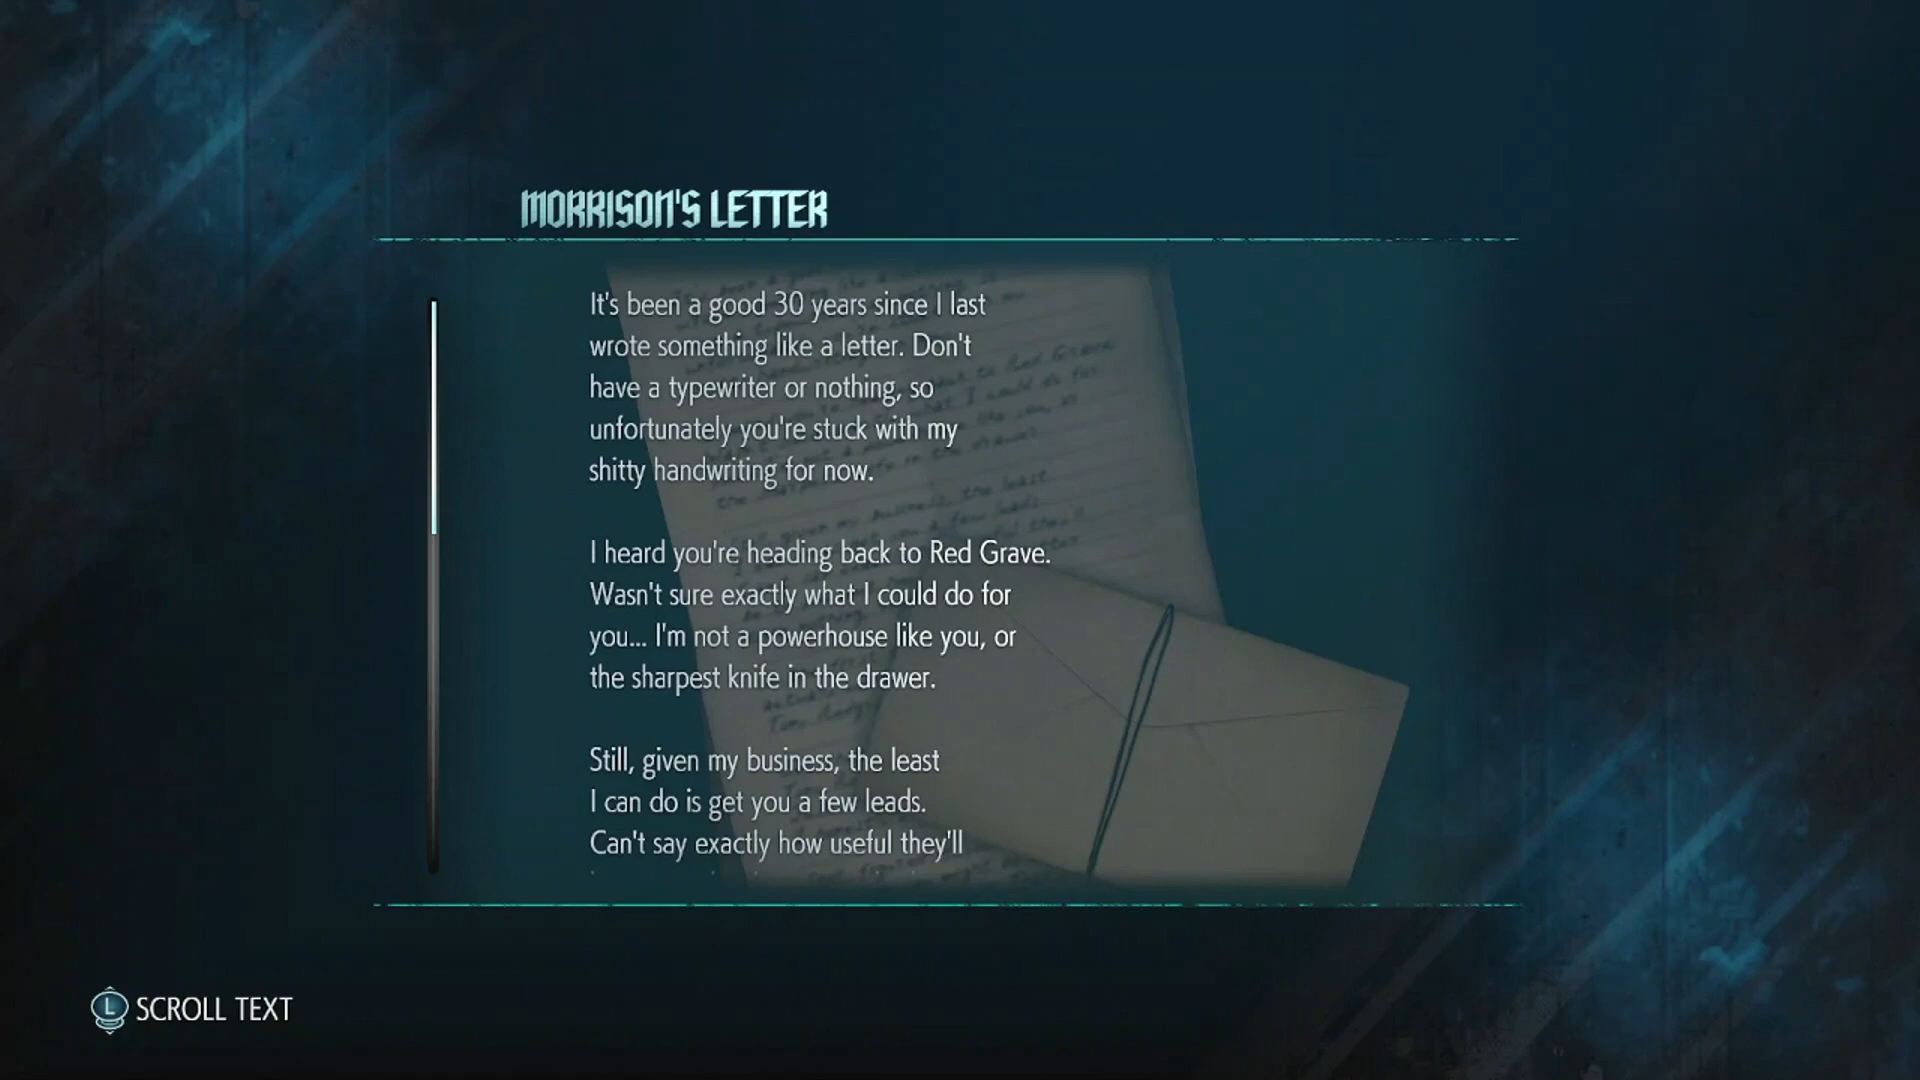 MORRISON'S LETTER
It's been a good 30 years since I last
wrote something like a letter. Don't
have a typewriter or nothing, so
unfortunately you're stuck with my
shitty handwriting for now.
I heard you're heading back to Red Grave.
Wasn't sure exactly what I could do for
you... I'm not a powerhouse like you, or
the sharpest knife in the drawer.
Still, given my business, the least
I can do is get you a few leads.
Can't say exactly how useful they'll
L SCROLL TEXT